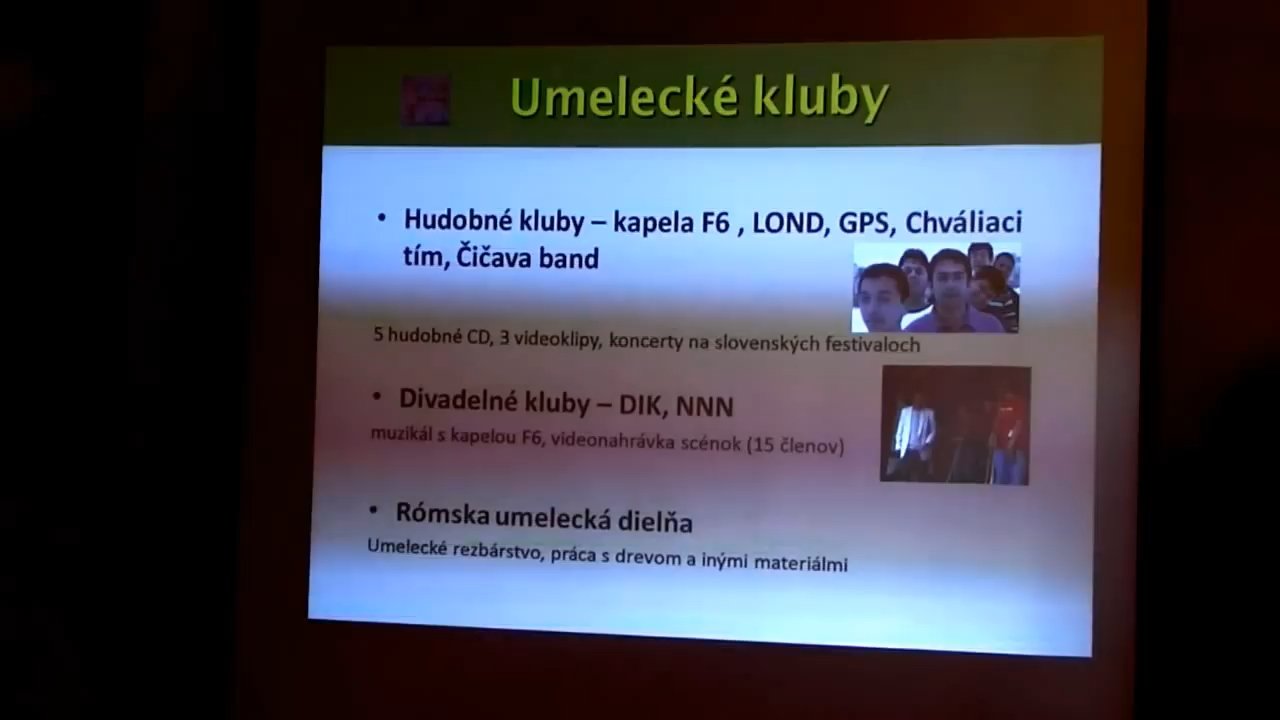 Umelecké kluby
• Hudobné kluby – kapela F6 , LOND, GPS, Chváliaci
tím, Čičava band
5 hudobné CD, 3 videoklipy, koncerty na slovenských festivaloch
• Divadelné kluby – DIK, NNN
muzikál s kapelou F6, videonahrávka scénok (15 členov)
• Rómska umelecká dielňa
Umelecké rezbárstvo, práca s drevom a inými materiálmi